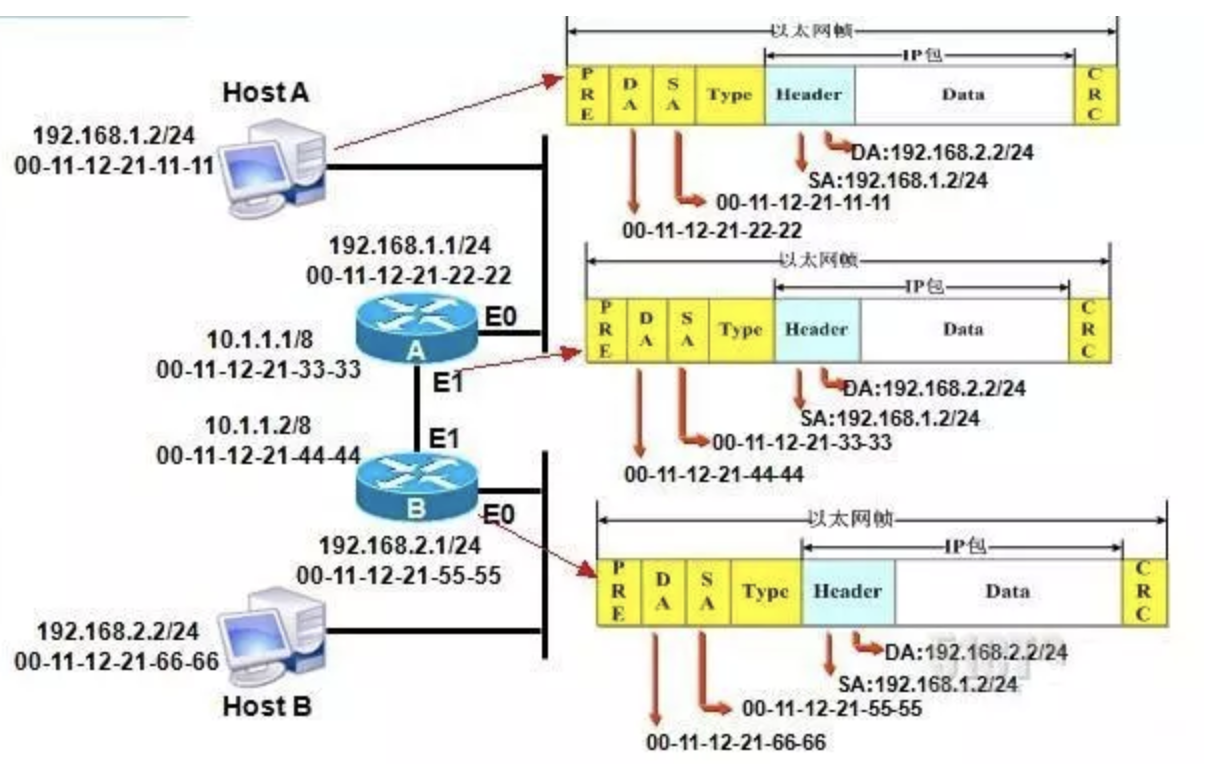 Host A
192.168.1.2/24
00-11-12-21-11-11
192.168.1.1/24
00-11-12-21-22-22
E0
A
10.1.1.1/8
00-11-12-21-33-33
E1
10.1.1.2/8
00-11-12-21-44-44
E1
B
E0
192.168.2.1/24
00-11-12-21-55-55
192.168.2.2/24
00-11-12-21-66-66
Host B
以太网帧
IP包
PRE DA SA Type Header Data CRC
DA:192.168.2.2/24
SA:192.168.1.2/24
00-11-12-21-11-11
00-11-12-21-22-22
以太网帧
IP包
PRE DA SA Type Header Data CRC
DA:192.168.2.2/24
SA:192.168.1.2/24
00-11-12-21-33-33
00-11-12-21-44-44
以太网帧
IP包
PRE DA SA Type Header Data CRC
DA:192.168.2.2/24
SA:192.168.1.2/24
00-11-12-21-55-55
00-11-12-21-66-66